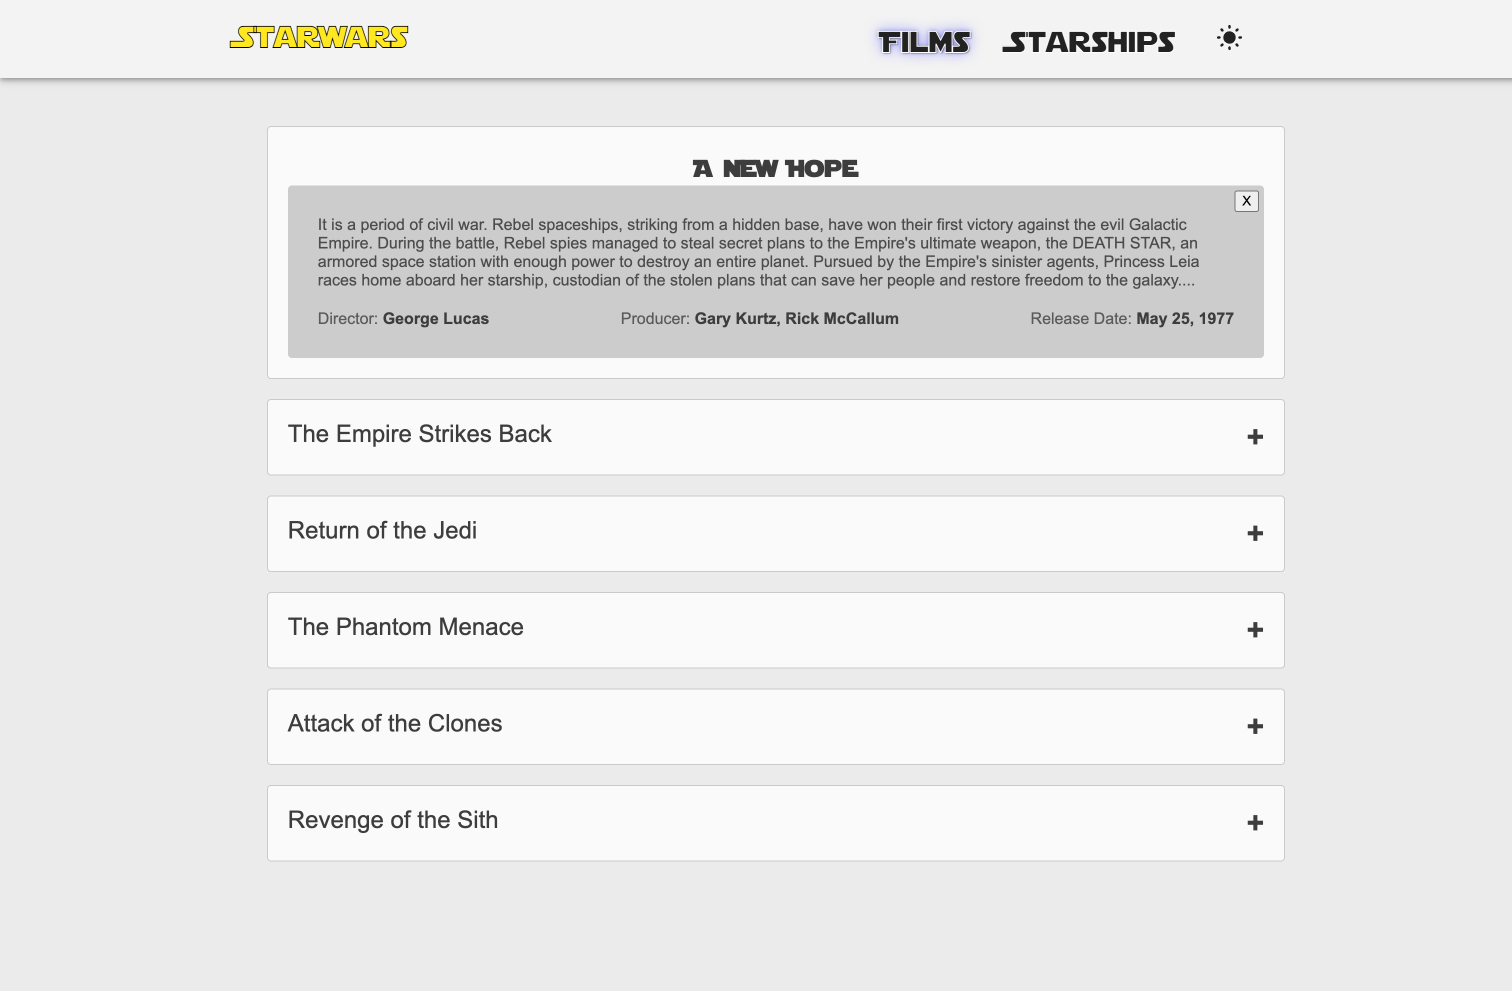 STARWARS
FILMS STARSHIPS
A NEW HOPE
X
It is a period of civil war. Rebel spaceships, striking from a hidden base, have won their first victory against the evil Galactic
Empire. During the battle, Rebel spies managed to steal secret plans to the Empire's ultimate weapon, the DEATH STAR, an
armored space station with enough power to destroy an entire planet. Pursued by the Empire's sinister agents, Princess Leia
races home aboard her starship, custodian of the stolen plans that can save her people and restore freedom to the galaxy....
Director: George Lucas Producer: Gary Kurtz, Rick McCallum Release Date: May 25, 1977
The Empire Strikes Back
Return of the Jedi
The Phantom Menace
Attack of the Clones
Revenge of the Sith